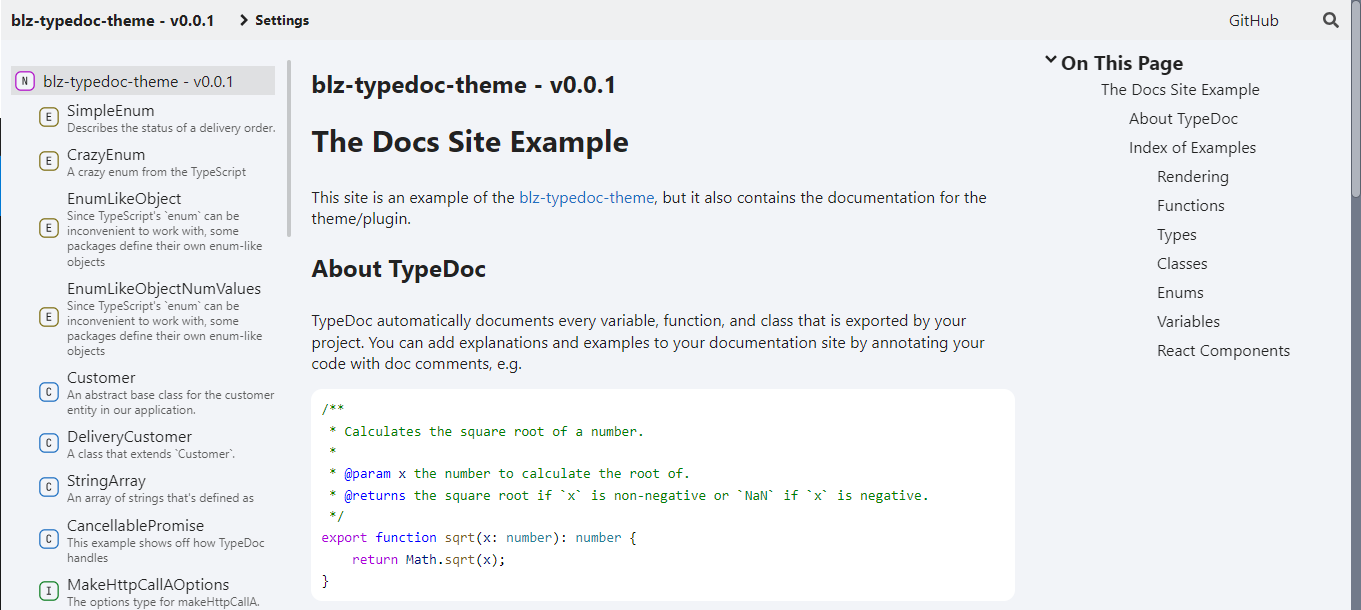 blz-typedoc-theme - v0.0.1
Settings
GitHub
N blz-typedoc-theme - v0.0.1
E SimpleEnum
Describes the status of a delivery order.
E CrazyEnum
A crazy enum from the TypeScript
E EnumLikeObject
Since TypeScript's `enum` can be
inconvenient to work with, some
packages define their own enum-like
objects
E EnumLikeObjectNumValues
Since TypeScript's `enum` can be
inconvenient to work with, some
packages define their own enum-like
objects
C Customer
An abstract base class for the customer
entity in our application.
C DeliveryCustomer
A class that extends `Customer`.
C StringArray
An array of strings that's defined as
C CancellablePromise
This example shows off how TypeDoc
handles
I MakeHttpCallAOptions
The options type for makeHttpCallA.
blz-typedoc-theme - v0.0.1
The Docs Site Example
This site is an example of the blz-typedoc-theme, but it also contains the documentation for the
theme/plugin.
About TypeDoc
TypeDoc automatically documents every variable, function, and class that is exported by your
project. You can add explanations and examples to your documentation site by annotating your
code with doc comments, e.g.
/**
 * Calculates the square root of a number.
 *
 * @param x the number to calculate the root of.
 * @returns the square root if `x` is non-negative or `NaN` if `x` is negative.
 */
export function sqrt(x: number): number {
    return Math.sqrt(x);
}
On This Page
The Docs Site Example
About TypeDoc
Index of Examples
Rendering
Functions
Types
Classes
Enums
Variables
React Components